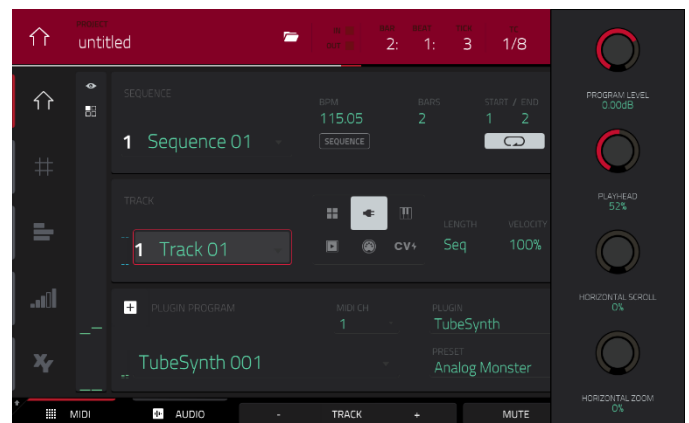 PROJECT
untitled
BAR BEAT TICK
2: 1: 3 1/8
SEQUENCE
1 Sequence 01
BPM BARS START / END
115.05 2 1 2
SEQUENCE
TRACK
1 Track 01
CV
LENGTH VELOCITY
Seq 100%
PLUGIN PROGRAM
TubeSynth 001
MIDI CH
1
PLUGIN
TubeSynth
PRESET
Analog Monster
MIDI AUDIO - TRACK + MUTE
PROGRAM LEVEL
0.00dB
PLAYHEAD
52%
HORIZONTAL SCROLL
0%
HORIZONTAL ZOOM
0%
XY